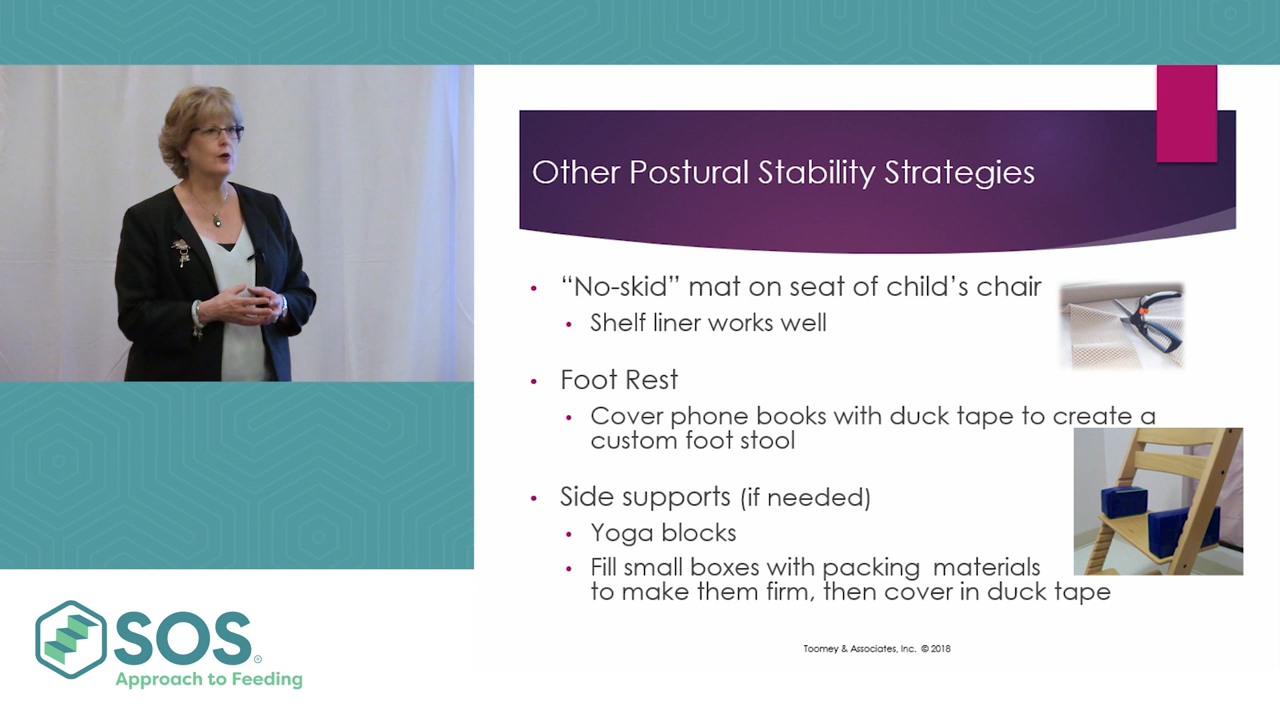 Other Postural Stability Strategies
• “No-skid” mat on seat of child’s chair
• Shelf liner works well
• Foot Rest
• Cover phone books with duck tape to create a
custom foot stool
• Side supports (if needed)
• Yoga blocks
• Fill small boxes with packing materials
to make them firm, then cover in duck tape
Toomey & Associates, Inc. © 2018
SOS®
Approach to Feeding